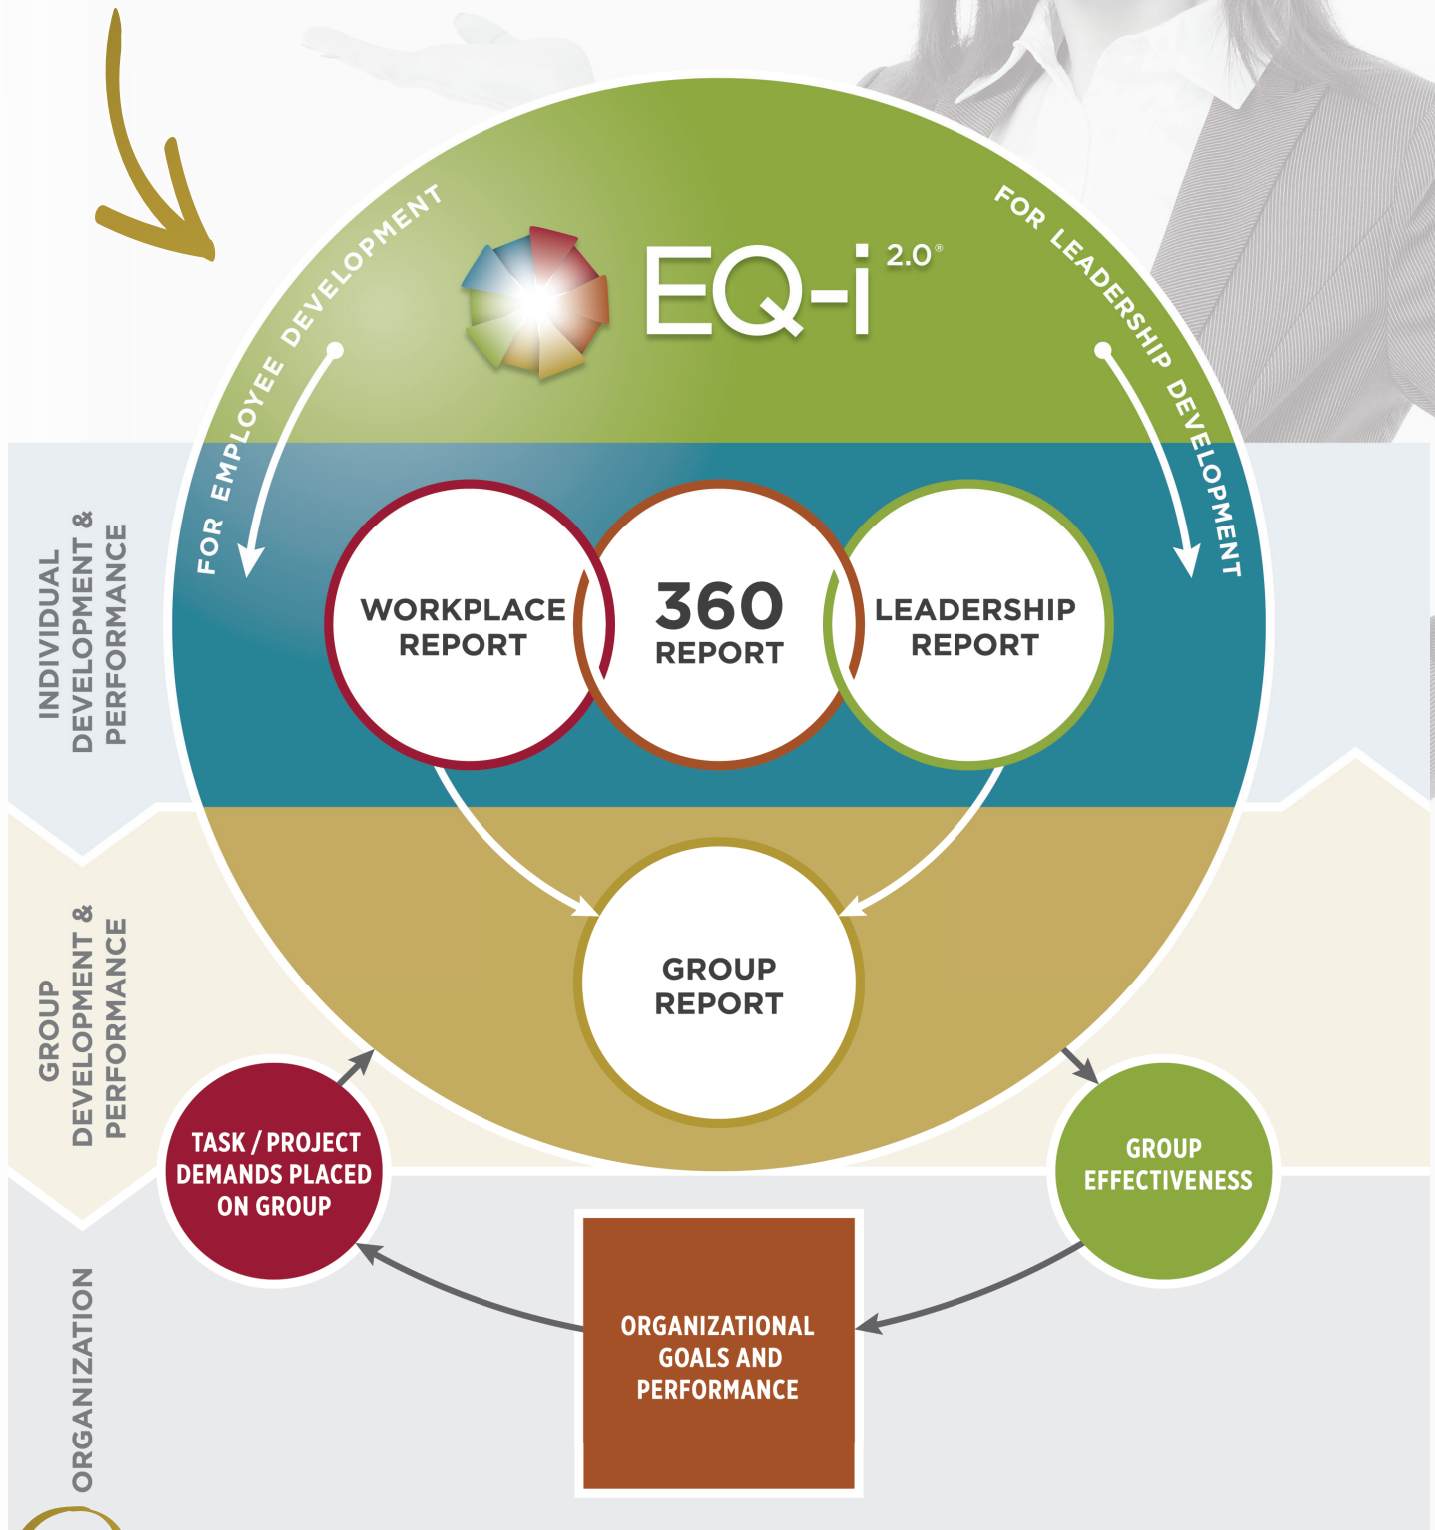 FOR EMPLOYEE DEVELOPMENT
EQ-i 2.0®
FOR LEADERSHIP DEVELOPMENT
INDIVIDUAL
DEVELOPMENT &
PERFORMANCE
WORKPLACE
REPORT
360
REPORT
LEADERSHIP
REPORT
GROUP
DEVELOPMENT &
PERFORMANCE
GROUP
REPORT
TASK / PROJECT
DEMANDS PLACED
ON GROUP
GROUP
EFFECTIVENESS
ORGANIZATION
ORGANIZATIONAL
GOALS AND
PERFORMANCE